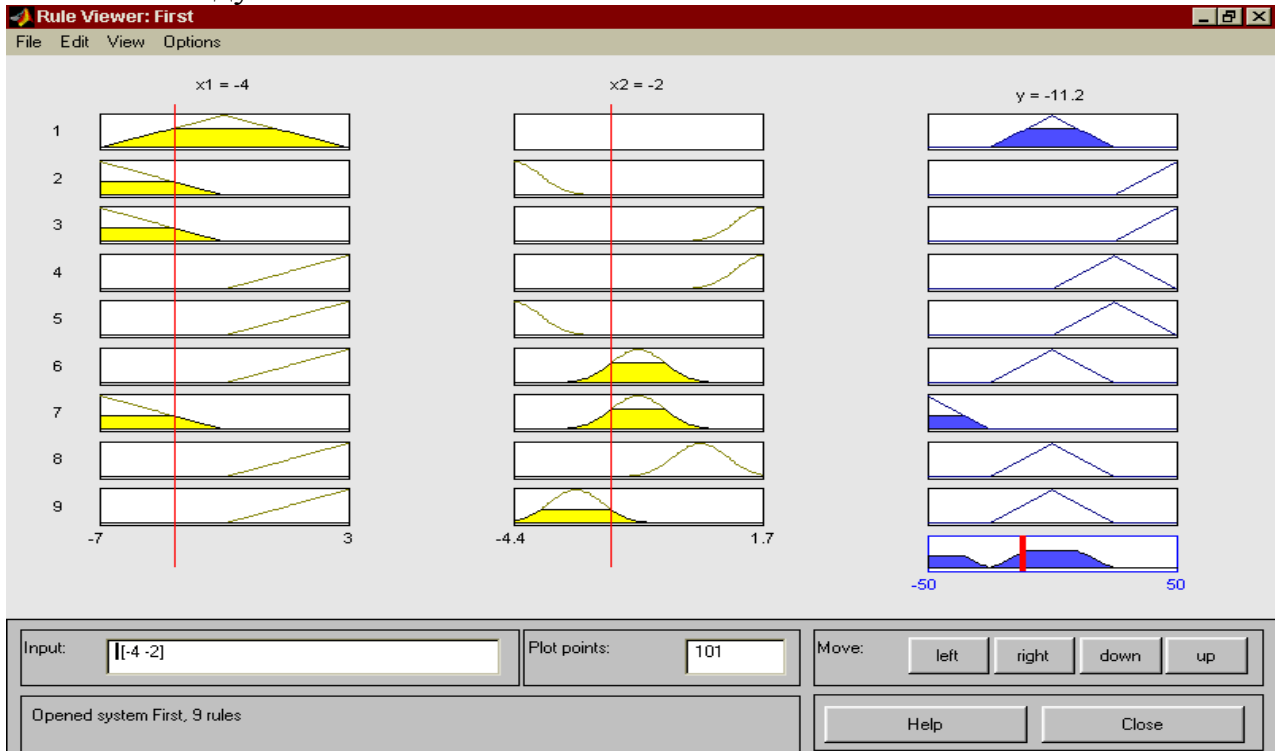 Rule Viewer: First
File Edit View Options
x1 = -4 x2 = -2 y = -11.2
1
2
3
4
5
6
7
8
9
-7 3 -4.4 1.7
-50 50
Input: [-4 -2] Plot points: 101 Move: left right down up
Opened system First, 9 rules Help Close